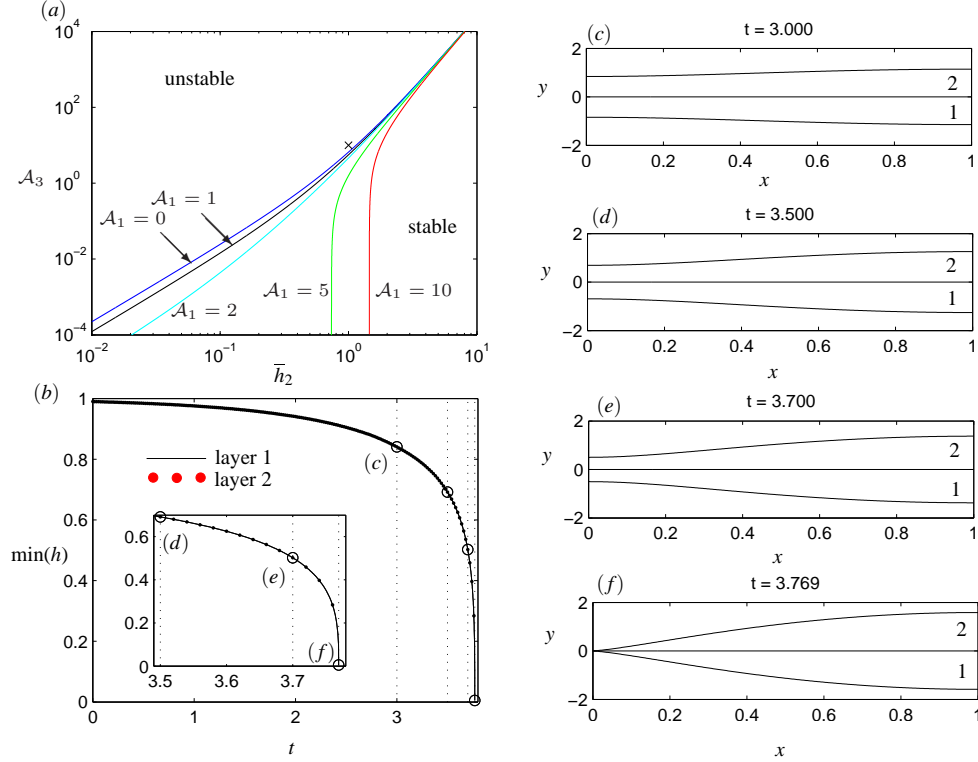 (a)
10^4
10^2
10^0
10^-2
10^-4
𝒜_3
unstable
stable
𝒜_1 = 1
𝒜_1 = 0
𝒜_1 = 2
𝒜_1 = 5
𝒜_1 = 10
10^-2
10^-1
10^0
10^1
h̅_2
(b)
1
0.8
0.6
0.4
0.2
0
min(h)
layer 1
layer 2
(c)
0.6
0.4
0.2
0
(d)
(e)
(f)
3.5
3.6
3.7
0
1
2
3
t
(c)
t = 3.000
2
0
-2
y
2
1
0
0.2
0.4
0.6
0.8
1
x
(d)
t = 3.500
2
0
-2
y
2
1
0
0.2
0.4
0.6
0.8
1
x
(e)
t = 3.700
2
0
-2
y
2
1
0
0.2
0.4
0.6
0.8
1
x
(f)
t = 3.769
2
0
-2
y
2
1
0
0.2
0.4
0.6
0.8
1
x